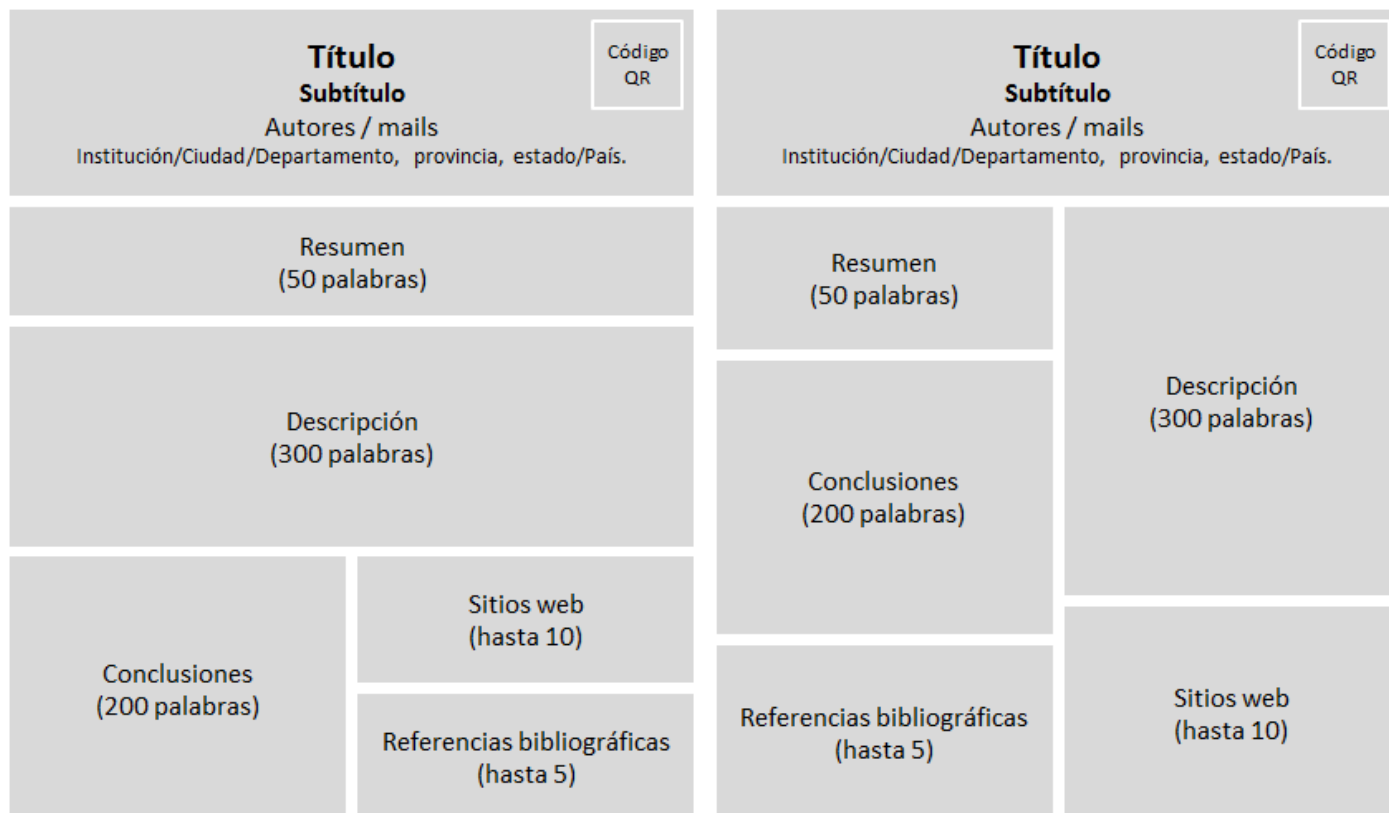 Título
Subtítulo
Autores / mails
Institución/Ciudad/Departamento, provincia, estado/País.
Código
QR
Resumen
(50 palabras)
Descripción
(300 palabras)
Conclusiones
(200 palabras)
Sitios web
(hasta 10)
Referencias bibliográficas
(hasta 5)
Título
Subtítulo
Autores / mails
Institución/Ciudad/Departamento, provincia, estado/País.
Código
QR
Resumen
(50 palabras)
Conclusiones
(200 palabras)
Referencias bibliográficas
(hasta 5)
Descripción
(300 palabras)
Sitios web
(hasta 10)